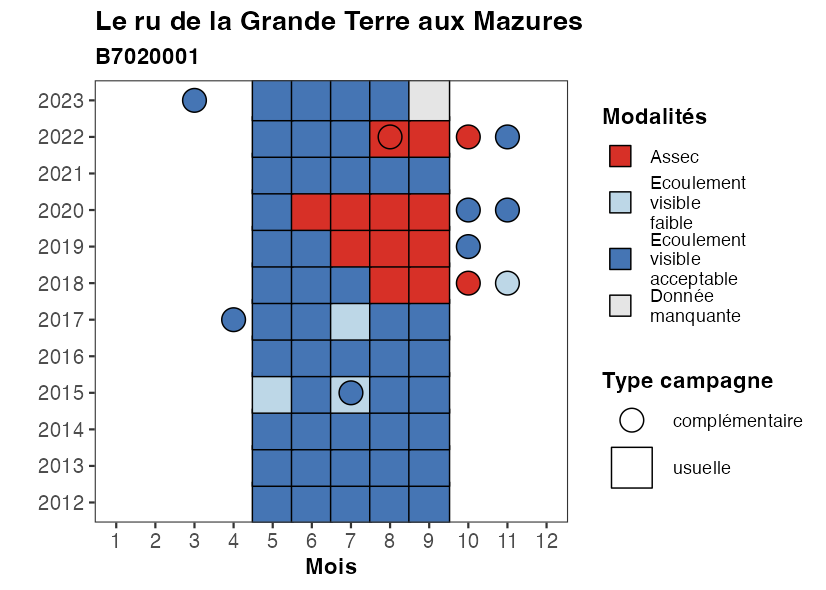 Le ru de la Grande Terre aux Mazures
B7020001
2023
2022
2021
2020
2019
2018
2017
2016
2015
2014
2013
2012
1 2 3 4 5 6 7 8 9 10 11 12
Mois
Modalités
Assec
Ecoulement
visible
faible
Ecoulement
visible
acceptable
Donnée
manquante
Type campagne
complémentaire
usuelle